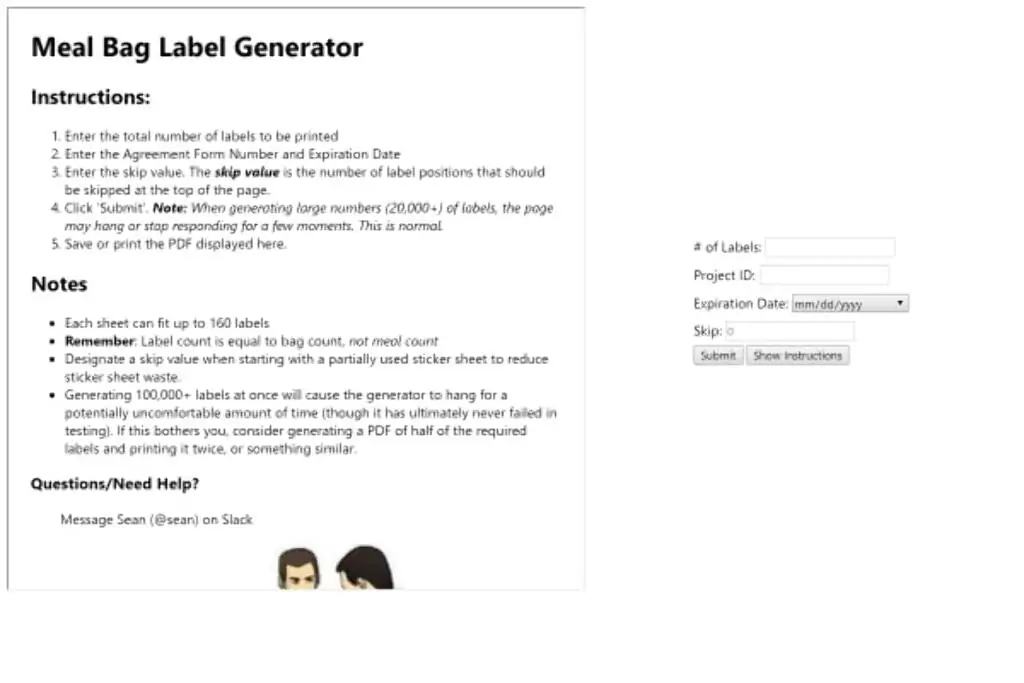 Meal Bag Label Generator
Instructions:
1. Enter the total number of labels to be printed
2. Enter the Agreement Form Number and Expiration Date
3. Enter the skip value. The skip value is the number of label positions that should
be skipped at the top of the page.
4. Click 'Submit'. Note: When generating large numbers (20,000+) of labels, the page
may hang or stop responding for a few moments. This is normal.
5. Save or print the PDF displayed here.
Notes
• Each sheet can fit up to 160 labels
• Remember: Label count is equal to bag count, not meal count
• Designate a skip value when starting with a partially used sticker sheet to reduce
sticker sheet waste.
• Generating 100,000+ labels at once will cause the generator to hang for a
potentially uncomfortable amount of time (though it has ultimately never failed in
testing). If this bothers you, consider generating a PDF of half of the required
labels and printing it twice, or something similar.
Questions/Need Help?
Message Sean (@sean) on Slack
# of Labels:
Project ID:
Expiration Date: mm/dd/yyyy
Skip: 0
Submit Show Instructions